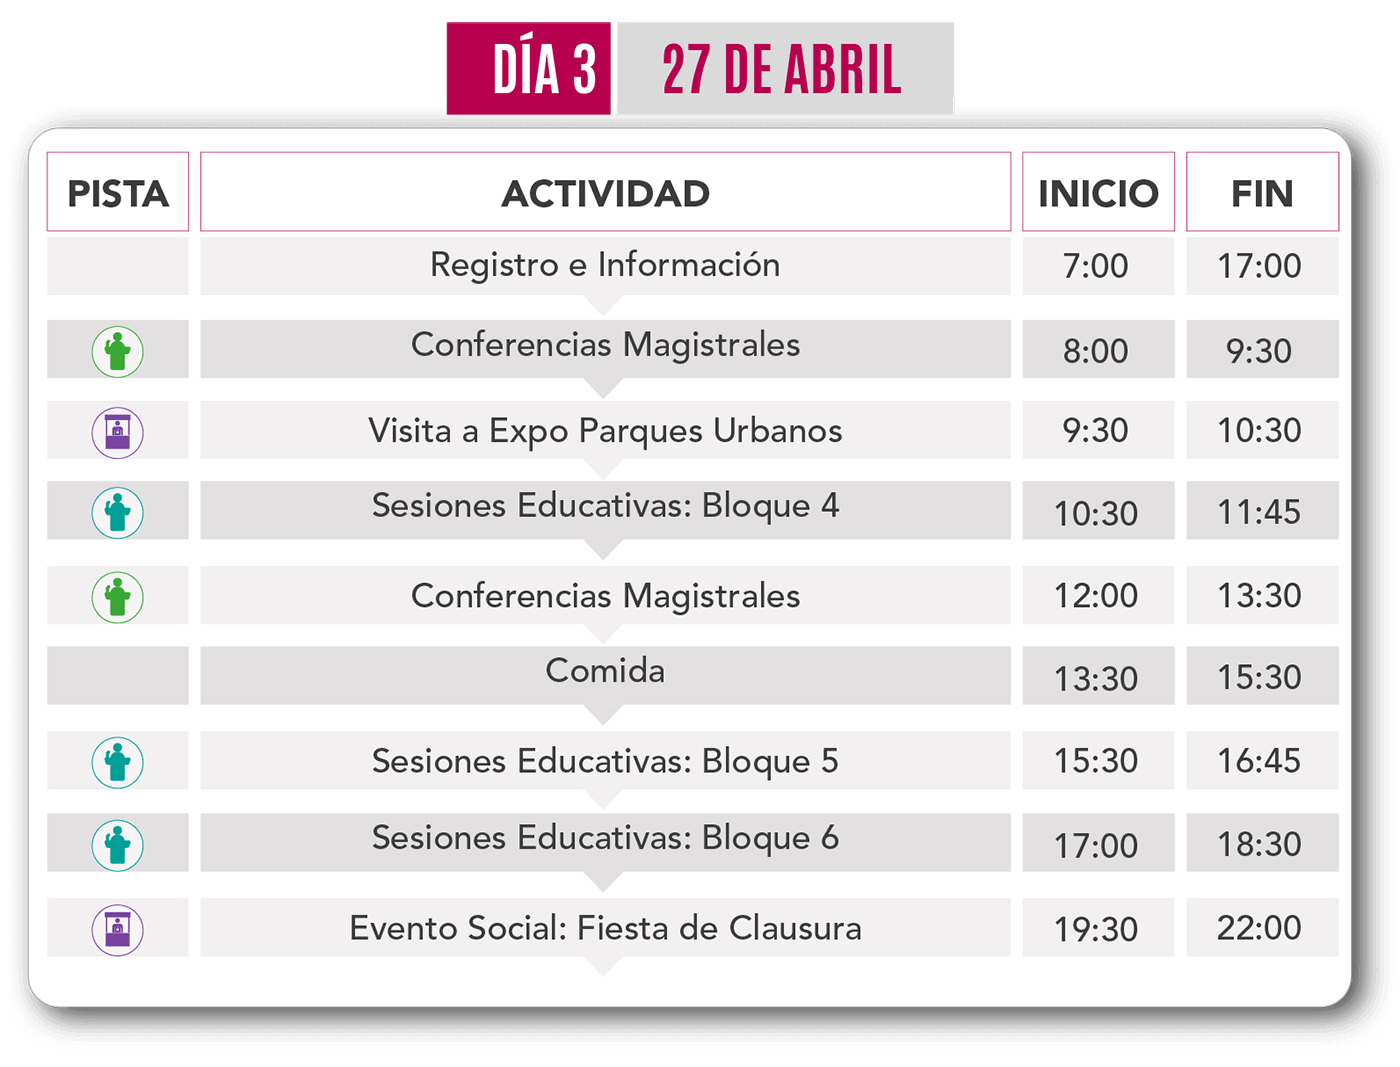 DÍA 3 27 DE ABRIL
PISTA ACTIVIDAD INICIO FIN
Registro e Información 7:00 17:00
Conferencias Magistrales 8:00 9:30
Visita a Expo Parques Urbanos 9:30 10:30
Sesiones Educativas: Bloque 4 10:30 11:45
Conferencias Magistrales 12:00 13:30
Comida 13:30 15:30
Sesiones Educativas: Bloque 5 15:30 16:45
Sesiones Educativas: Bloque 6 17:00 18:30
Evento Social: Fiesta de Clausura 19:30 22:00